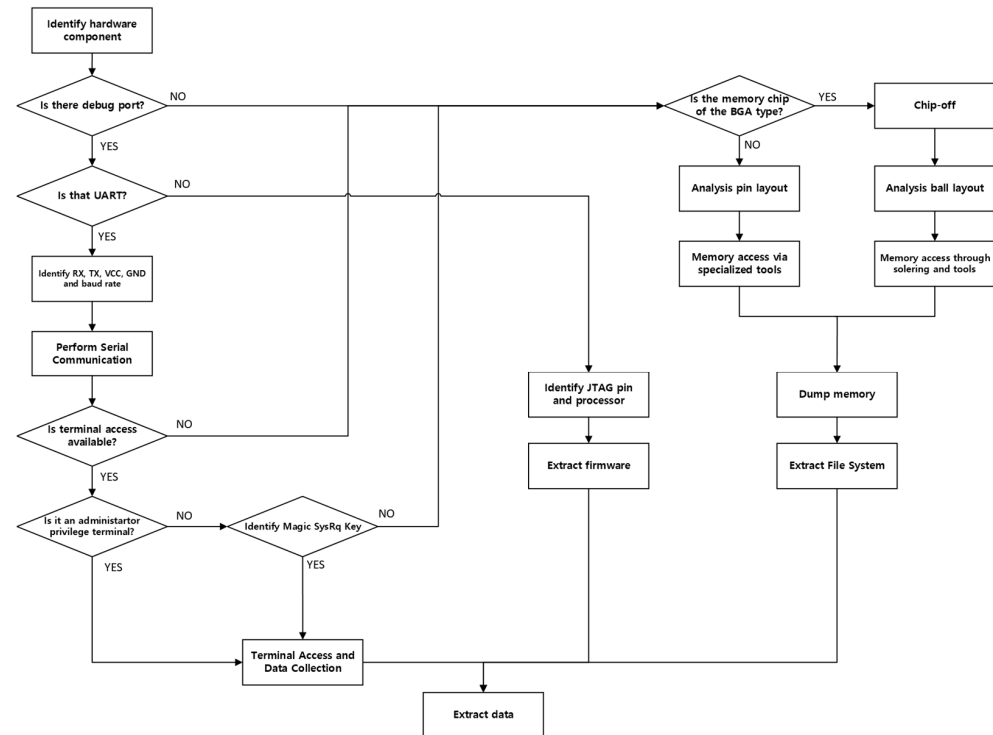 Identify hardware
component
Is there debug port?
NO
YES
Is the memory chip
of the BGA type?
YES
NO
Chip-off
Is that UART?
NO
YES
Analysis pin layout
Analysis ball layout
Identify RX, TX, VCC, GND
and baud rate
Memory access via
specialized tools
Memory access through
solering and tools
Perform Serial
Communication
Identify JTAG pin
and processor
Dump memory
Is terminal access
available?
NO
YES
Extract firmware
Extract File System
Is it an administartor
privilege terminal?
NO
YES
Identify Magic SysRq Key
NO
YES
Terminal Access and
Data Collection
Extract data